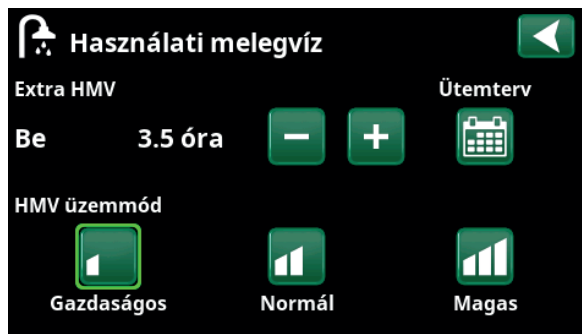 Használati melegvíz
Extra HMV Ütemterv
Be 3.5 óra − +
HMV üzemmód
Gazdaságos Normál Magas